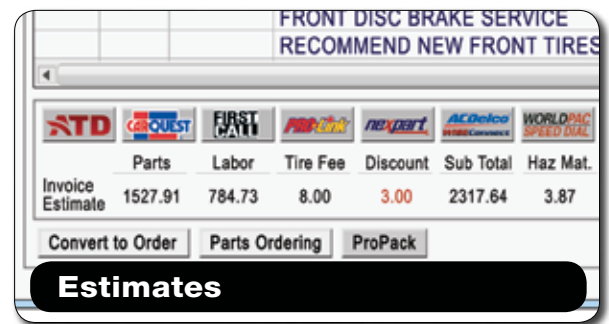 FRONT DISC BRAKE SERVICE
RECOMMEND NEW FRONT TIRES
ATD CARQUEST FIRST CALL PRO-Link nexpart ACDelco WORLDPAC SPEED DIAL
Parts Labor Tire Fee Discount Sub Total Haz Mat.
Invoice Estimate 1527.91 784.73 8.00 3.00 2317.64 3.87
Convert to Order Parts Ordering ProPack
Estimates